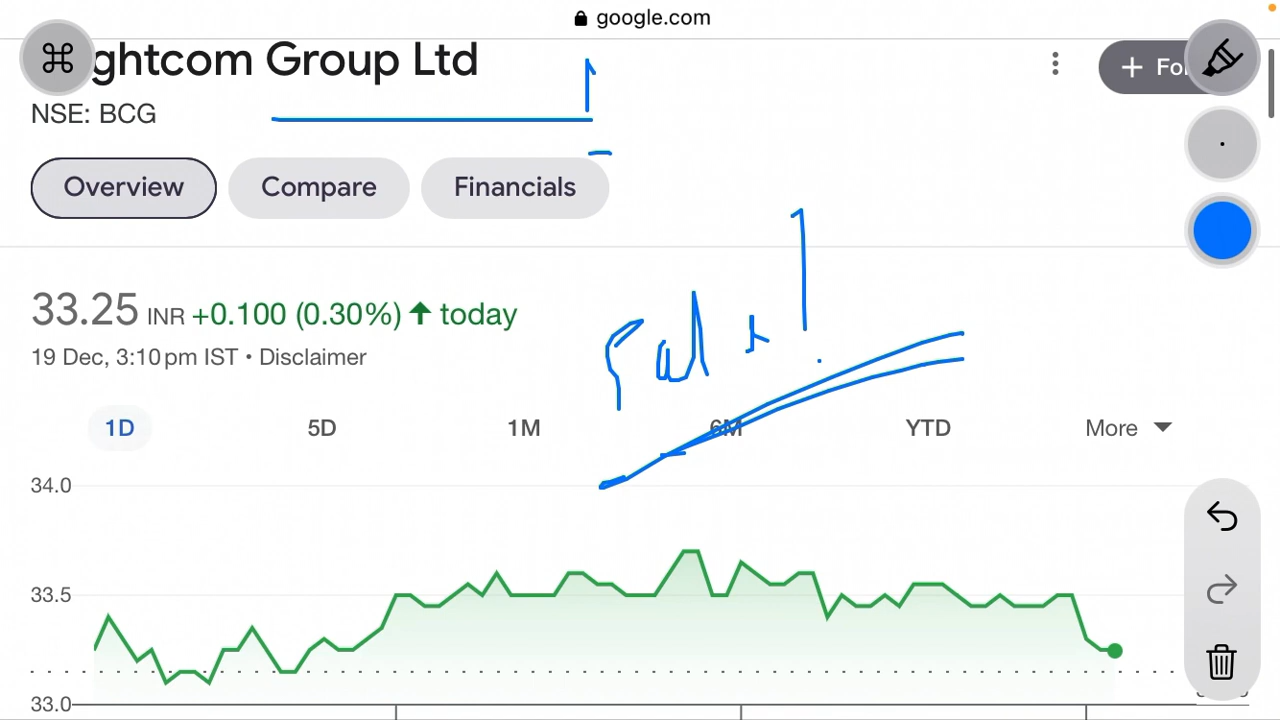 google.com
ghtcom Group Ltd
+ Fo
NSE: BCG
Overview Compare Financials
33.25 INR +0.100 (0.30%) ↑ today
19 Dec, 3:10 pm IST • Disclaimer
1D 5D 1M 6M YTD More
34.0
33.5
33.0